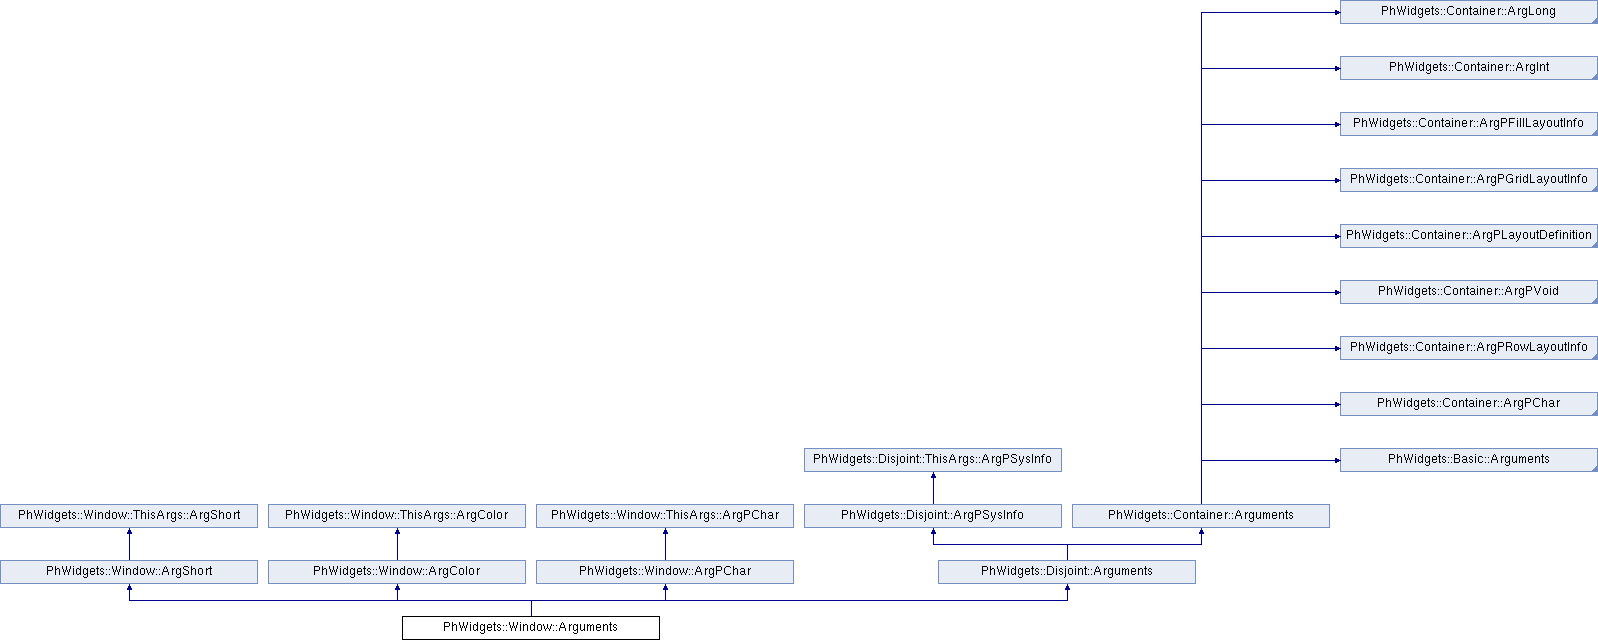 PhWidgets::Container::ArgLong
PhWidgets::Container::ArgInt
PhWidgets::Container::ArgPFillLayoutInfo
PhWidgets::Container::ArgPGridLayoutInfo
PhWidgets::Container::ArgPLayoutDefinition
PhWidgets::Container::ArgPVoid
PhWidgets::Container::ArgPRowLayoutInfo
PhWidgets::Container::ArgPChar
PhWidgets::Disjoint::ThisArgs::ArgPSysInfo
PhWidgets::Basic::Arguments
PhWidgets::Window::ThisArgs::ArgShort
PhWidgets::Window::ThisArgs::ArgColor
PhWidgets::Window::ThisArgs::ArgPChar
PhWidgets::Disjoint::ArgPSysInfo
PhWidgets::Container::Arguments
PhWidgets::Window::ArgShort
PhWidgets::Window::ArgColor
PhWidgets::Window::ArgPChar
PhWidgets::Disjoint::Arguments
PhWidgets::Window::Arguments